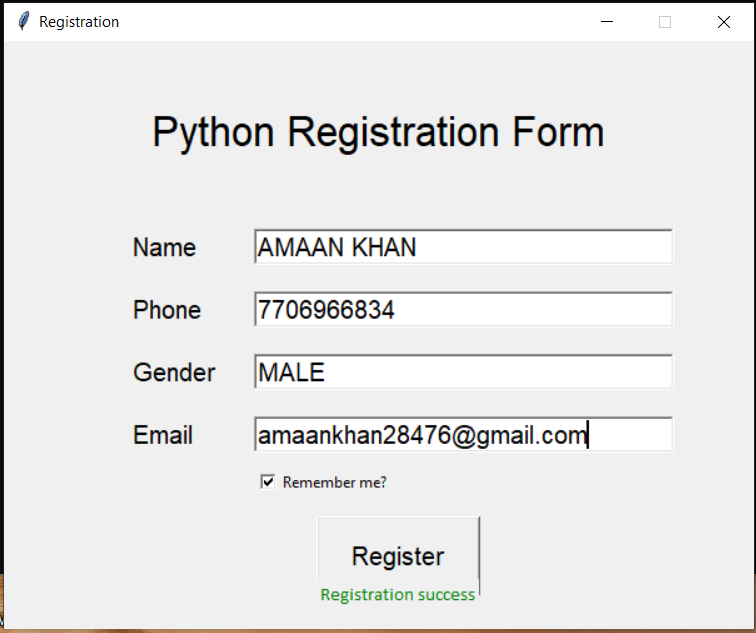 Registration
Python Registration Form
Name AMAAN KHAN
Phone 7706966834
Gender MALE
Email amaankhan28476@gmail.com
Remember me?
Register
Registration success